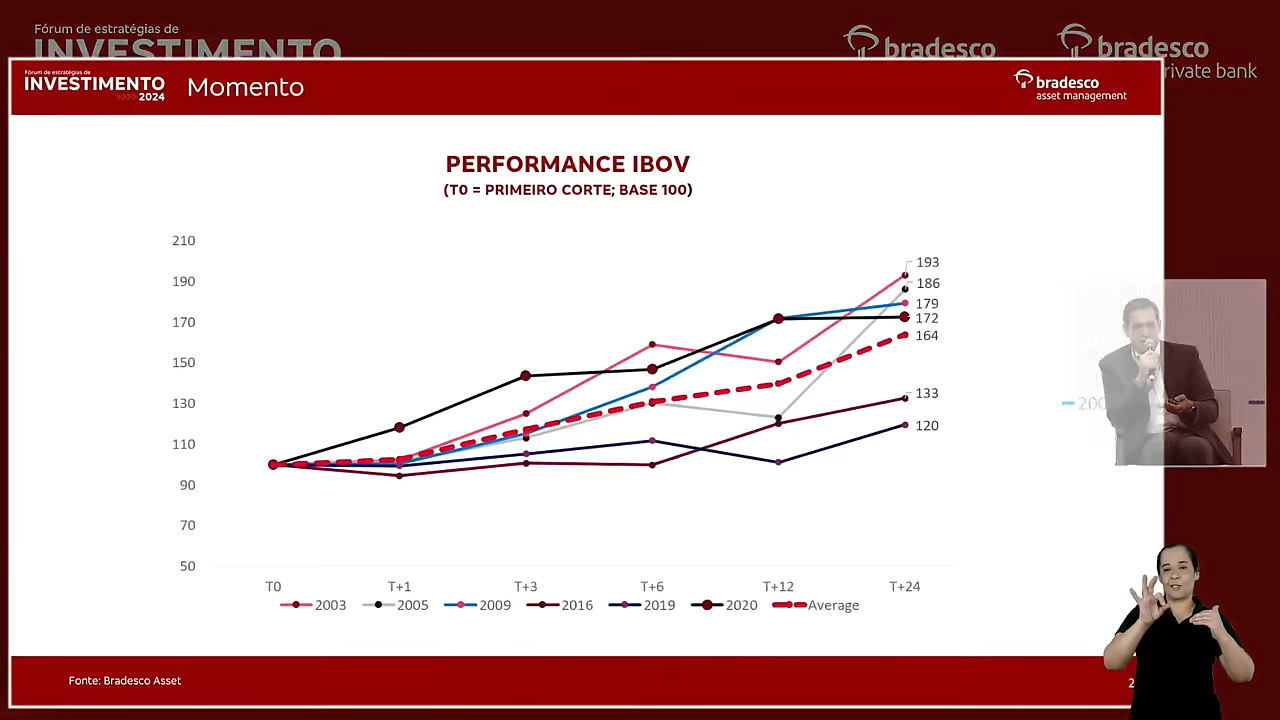 Fórum de estratégias de
INVESTIMENTO
bradesco
bradesco
private bank
Fórum de estratégias de
INVESTIMENTO
2024
Momento
bradesco
asset management
PERFORMANCE IBOV
(T0 = PRIMEIRO CORTE; BASE 100)
210
190
170
150
130
110
90
70
50
193
186
179
172
164
133
120
T0
T+1
T+3
T+6
T+12
T+24
2003
2005
2009
2016
2019
2020
Average
200
Fonte: Bradesco Asset
2